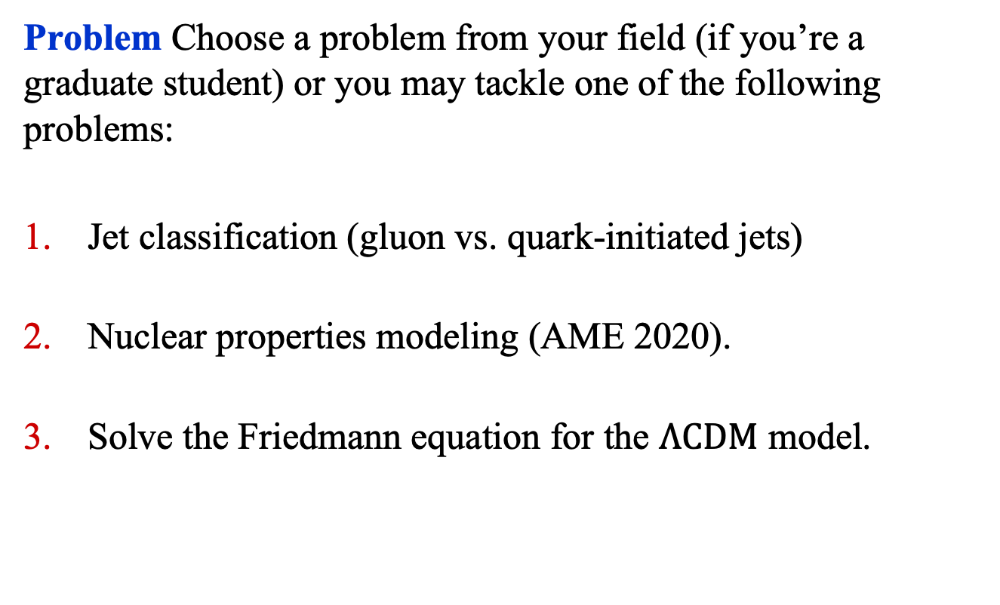 Problem Choose a problem from your field (if you’re a
graduate student) or you may tackle one of the following
problems:
1. Jet classification (gluon vs. quark-initiated jets)
2. Nuclear properties modeling (AME 2020).
3. Solve the Friedmann equation for the ΛCDM model.